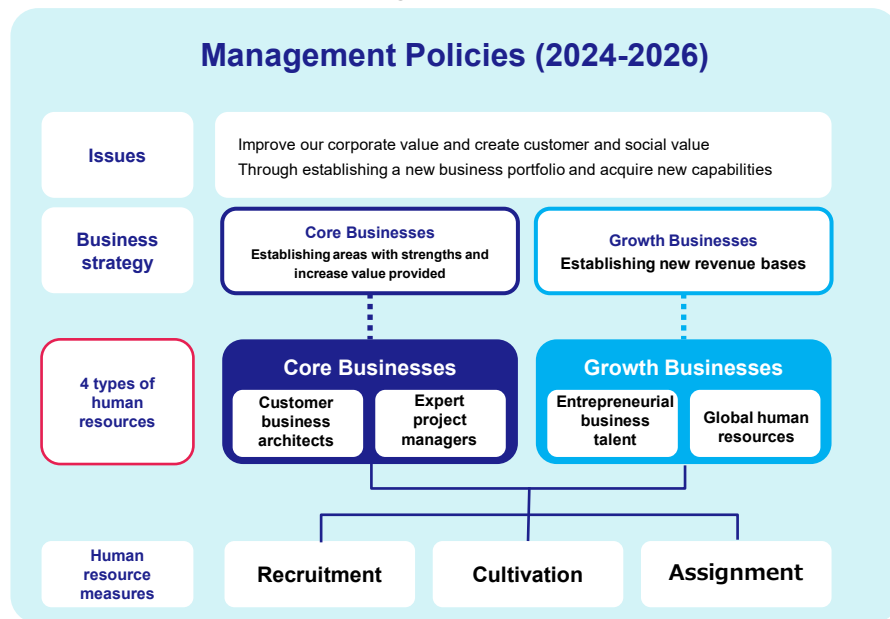 Management Policies (2024-2026)
Issues
Improve our corporate value and create customer and social value
Through establishing a new business portfolio and acquire new capabilities
Business
strategy
Core Businesses
Establishing areas with strengths and
increase value provided
Growth Businesses
Establishing new revenue bases
4 types of
human
resources
Core Businesses
Customer
business
architects
Expert
project
managers
Growth Businesses
Entrepreneurial
business
talent
Global human
resources
Human
resource
measures
Recruitment
Cultivation
Assignment